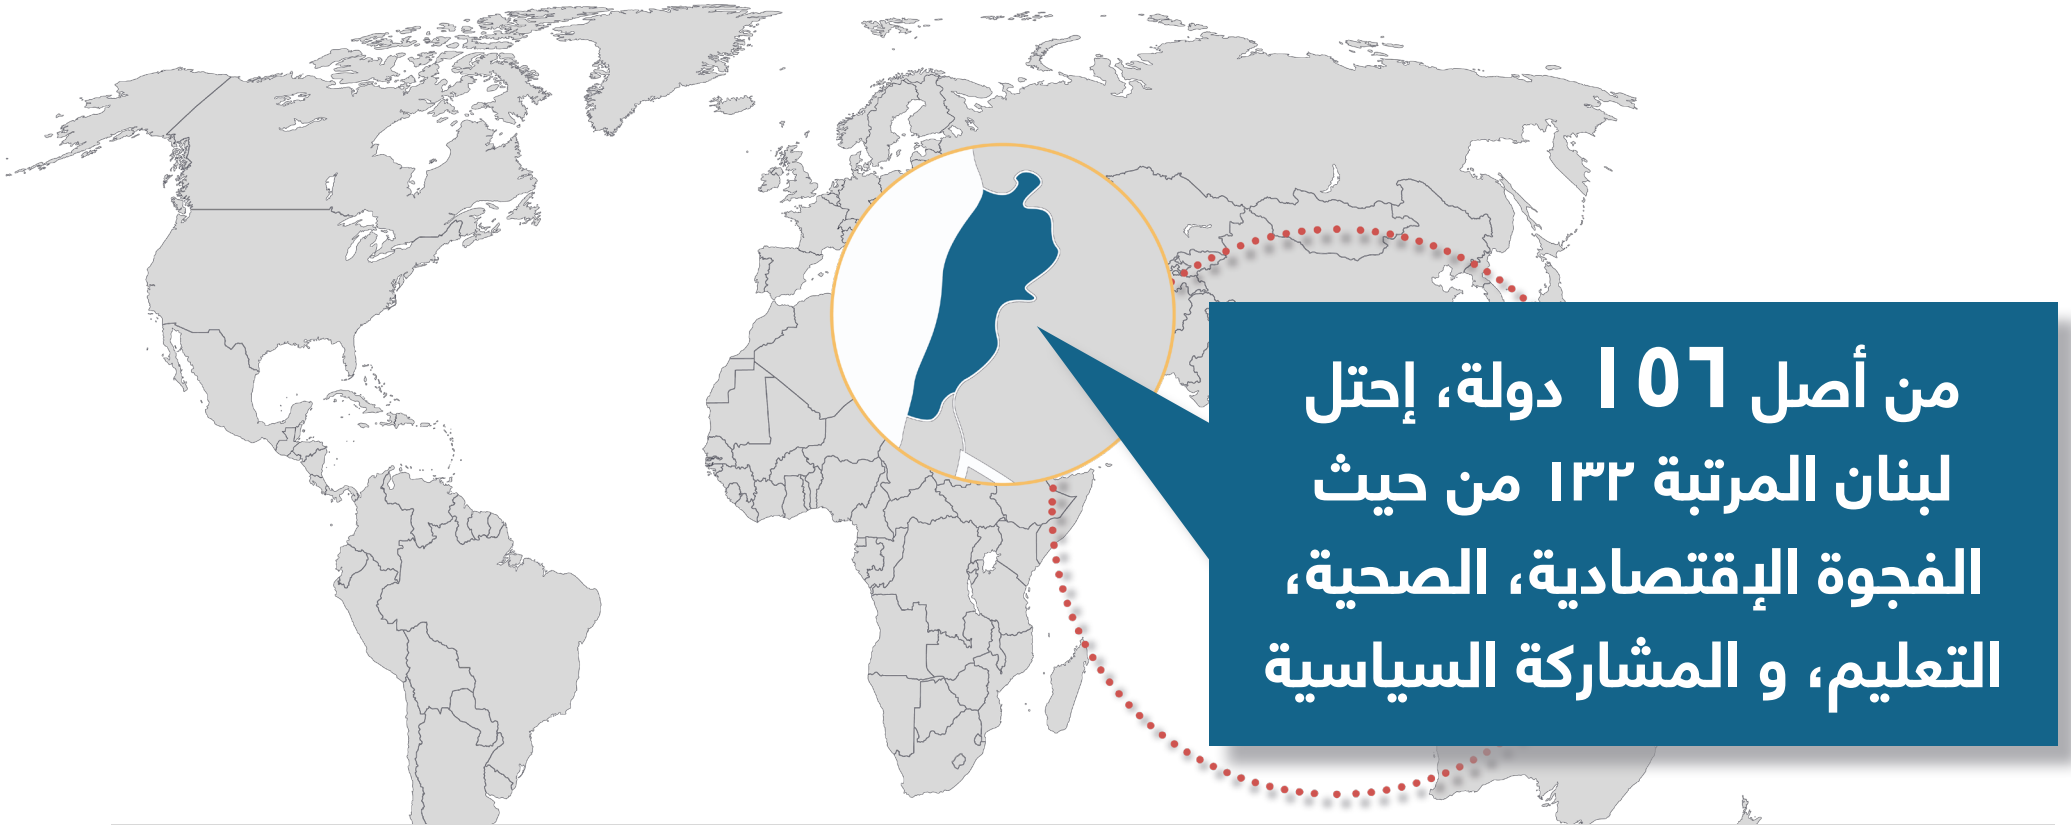 من أصل ١٥٦ دولة، إحتل
لبنان المرتبة ١٣٢ من حيث
الفجوة الإقتصادية، الصحية،
التعليم، و المشاركة السياسية